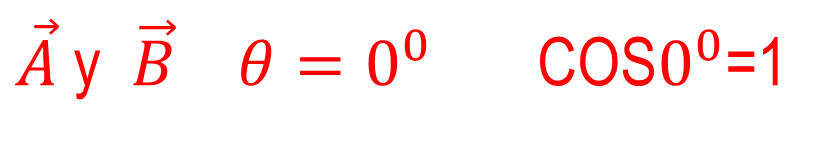 A⃗ y B⃗ θ = 0⁰ COS0⁰=1